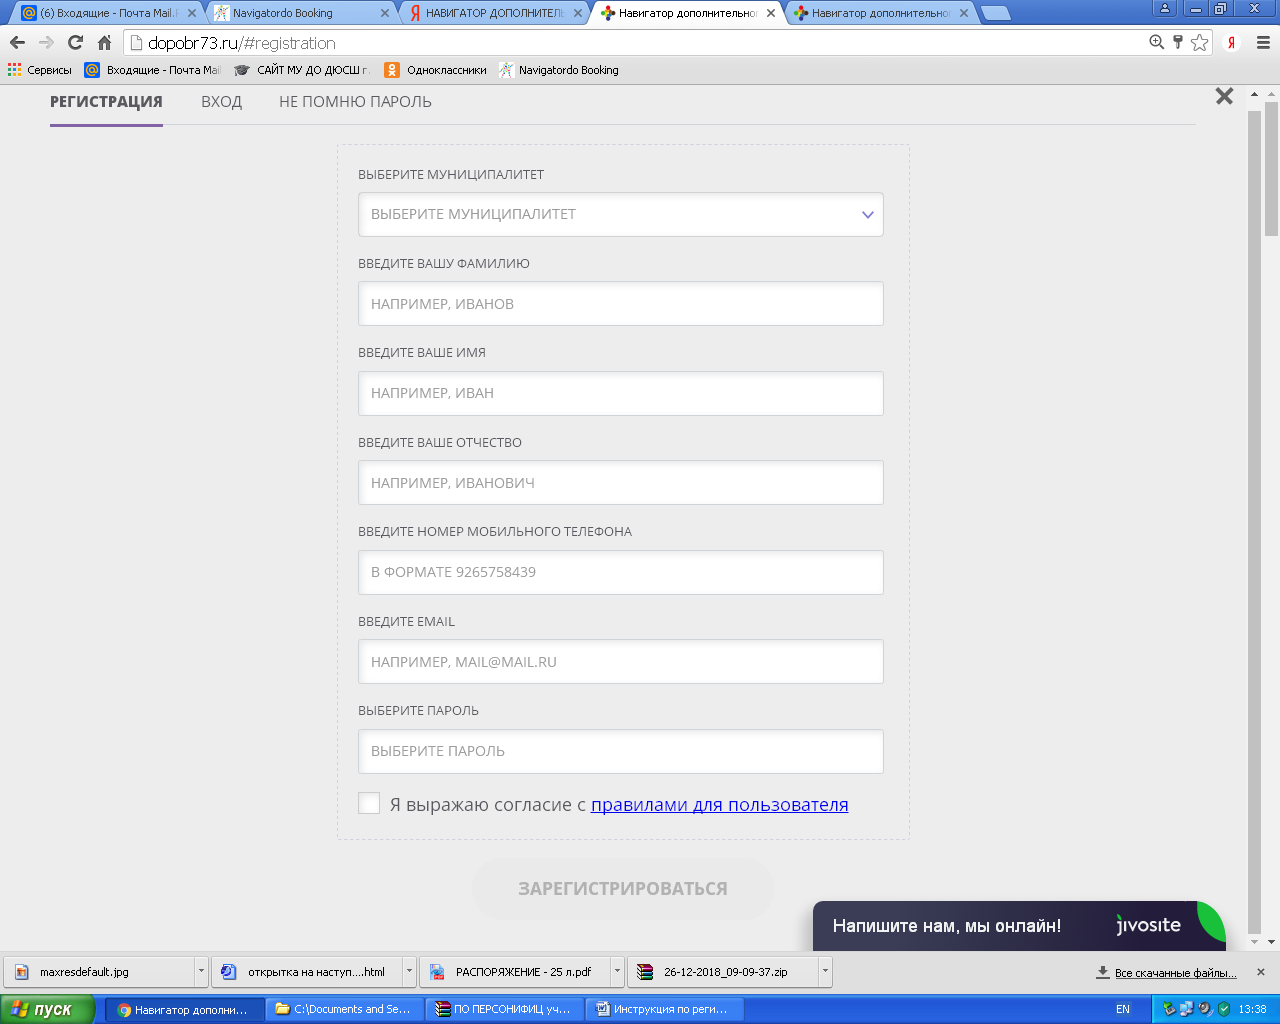 (6) Входящие - Почта Mail.R
Navigatordo Booking
НАВИГАТОР ДОПОЛНИТЕЛЬ
Навигатор дополнительно
Навигатор дополнительно
dopobr73.ru/#registration
Сервисы
Входящие - Почта Mai
САЙТ МУ ДО ДЮСШ г.
Одноклассники
Navigatordo Booking
РЕГИСТРАЦИЯ
ВХОД
НЕ ПОМНЮ ПАРОЛЬ
ВЫБЕРИТЕ МУНИЦИПАЛИТЕТ
ВЫБЕРИТЕ МУНИЦИПАЛИТЕТ
ВВЕДИТЕ ВАШУ ФАМИЛИЮ
НАПРИМЕР, ИВАНОВ
ВВЕДИТЕ ВАШЕ ИМЯ
НАПРИМЕР, ИВАН
ВВЕДИТЕ ВАШЕ ОТЧЕСТВО
НАПРИМЕР, ИВАНОВИЧ
ВВЕДИТЕ НОМЕР МОБИЛЬНОГО ТЕЛЕФОНА
В ФОРМАТЕ 9265758439
ВВЕДИТЕ EMAIL
НАПРИМЕР, MAIL@MAIL.RU
ВЫБЕРИТЕ ПАРОЛЬ
ВЫБЕРИТЕ ПАРОЛЬ
Я выражаю согласие с правилами для пользователя
ЗАРЕГИСТРИРОВАТЬСЯ
Напишите нам, мы онлайн!
jivosite
maxresdefault.jpg
открытка на наступ....html
РАСПОРЯЖЕНИЕ - 25 л.pdf
26-12-2018_09-09-37.zip
Все скачанные файлы...
пуск
Навигатор дополни...
C:\Documents and Se...
ПО ПЕРСОНИФИЦ уч...
Инструкция по реги...
EN
13:38